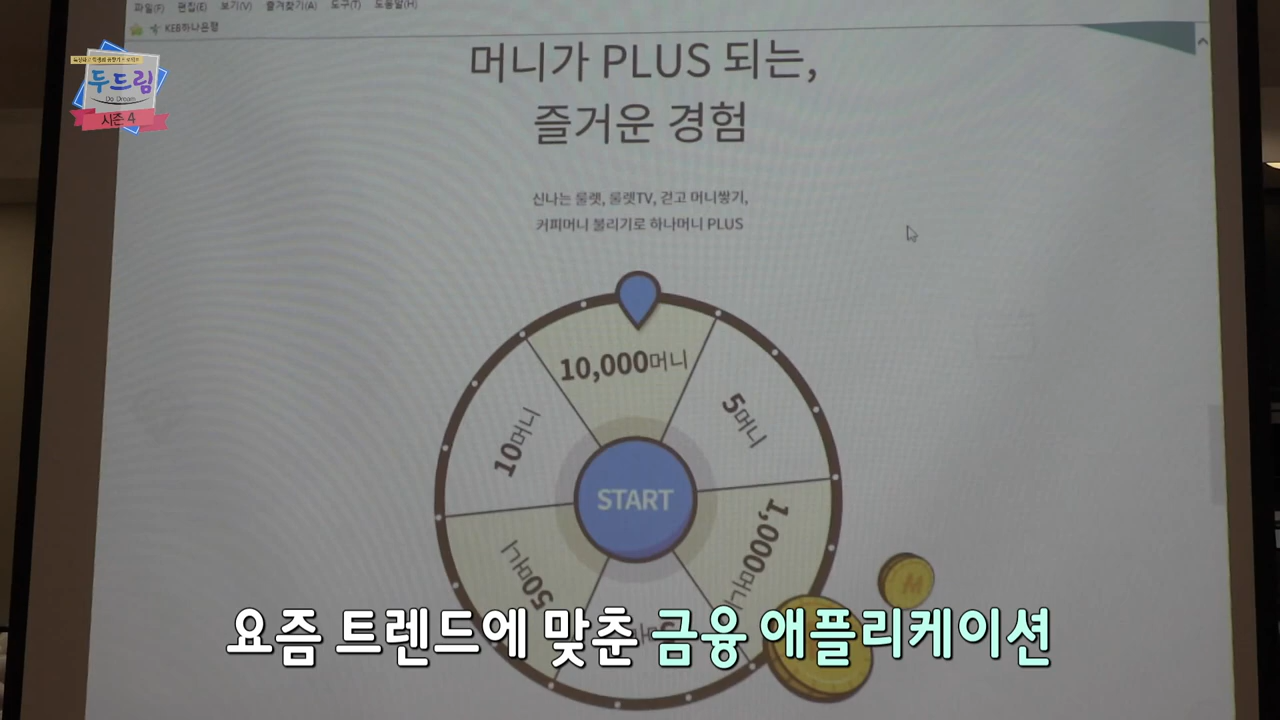 파일(F) 편집(E) 보기(V) 즐겨찾기(A) 도구(T) 도움말(H)
KEB하나은행
두드림
Do Dream
시즌 4
머니가 PLUS 되는,
즐거운 경험
신나는 룰렛, 룰렛TV, 걷고 머니쌓기,
커피머니 불리기로 하나머니 PLUS
10,000머니
5머니
1,000머니
50머니
10머니
START
요즘 트렌드에 맞춘 금융 애플리케이션